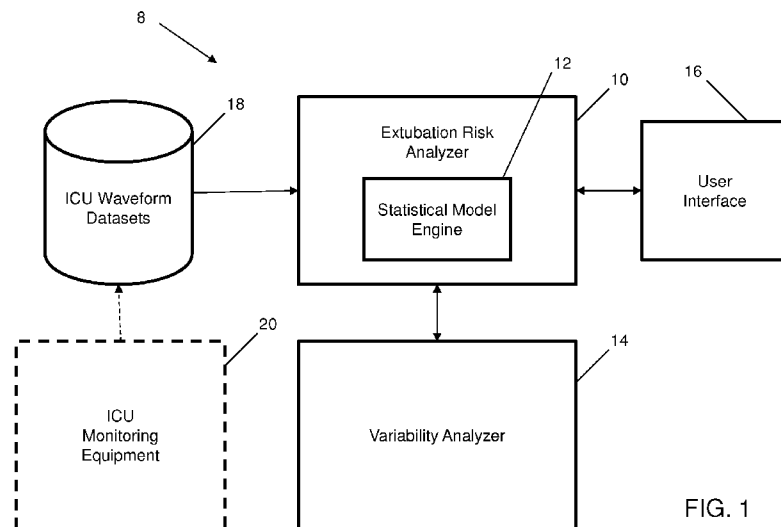 8
18
ICU Waveform
Datasets
12
10
Extubation Risk
Analyzer
Statistical Model
Engine
16
User
Interface
20
ICU
Monitoring
Equipment
14
Variability Analyzer
FIG. 1